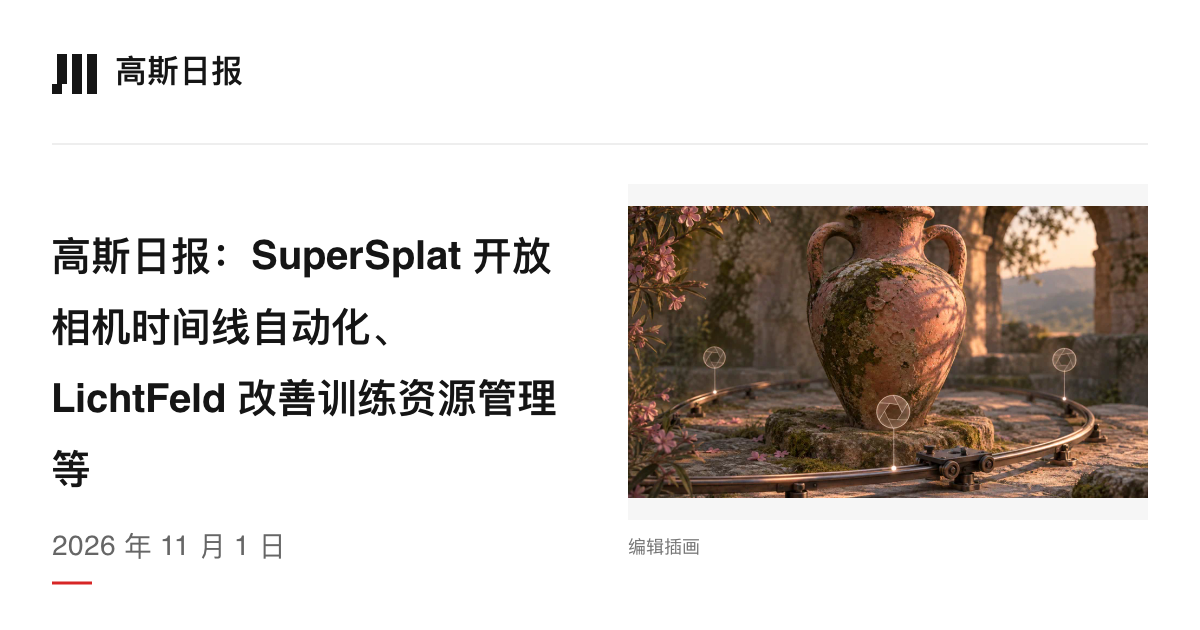 高斯日报
高斯日报：SuperSplat 开放
相机时间线自动化、
LichtFeld 改善训练资源管理
等
2026 年 11 月 1 日
编辑插画